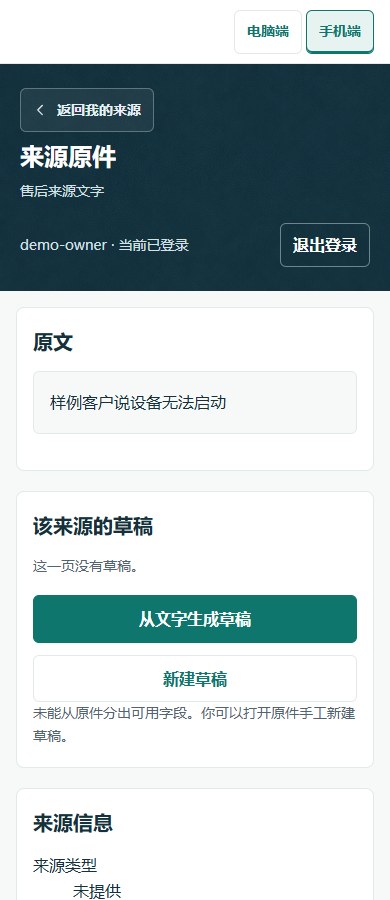 电脑端
手机端
返回我的来源
来源原件
售后来源文字
demo-owner · 当前已登录
退出登录
原文
样例客户说设备无法启动
该来源的草稿
这一页没有草稿。
从文字生成草稿
新建草稿
未能从原件分出可用字段。你可以打开原件手工新建
草稿。
来源信息
来源类型
未提供